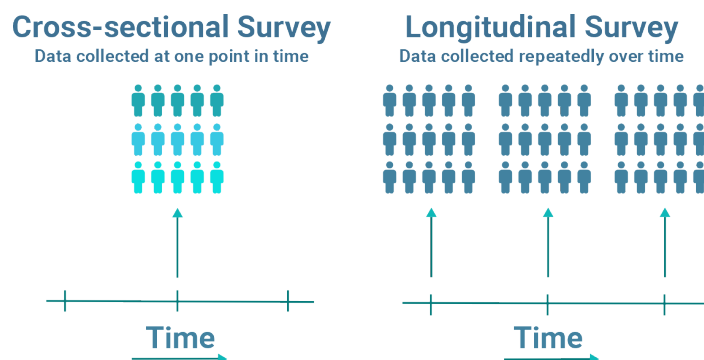 Cross-sectional Survey
Data collected at one point in time
Time
Longitudinal Survey
Data collected repeatedly over time
Time